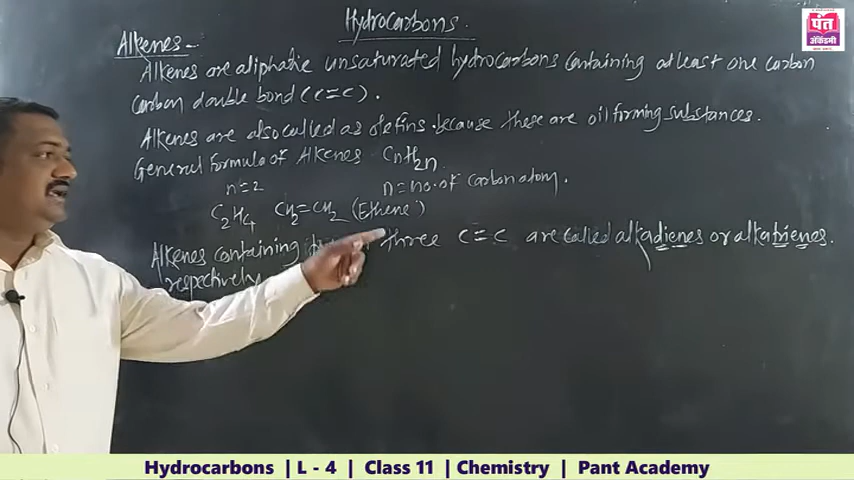 Hydrocarbons.
पंत
अ‍ॅकॅडमी
Alkenes -
Alkenes are aliphatic unsaturated hydrocarbons containing atleast one carbon
carbon double bond (C=C).
Alkenes are also called as olefins. because these are oil forming substances.
General formula of Alkenes CnH2n.
n=2 n = no. of carbon atom.
C2H4 CH2=CH2 (Ethene)
Alkenes containing three C=C are called alkadienes or alkatrienes.
respectively
Hydrocarbons | L - 4 | Class 11 | Chemistry | Pant Academy